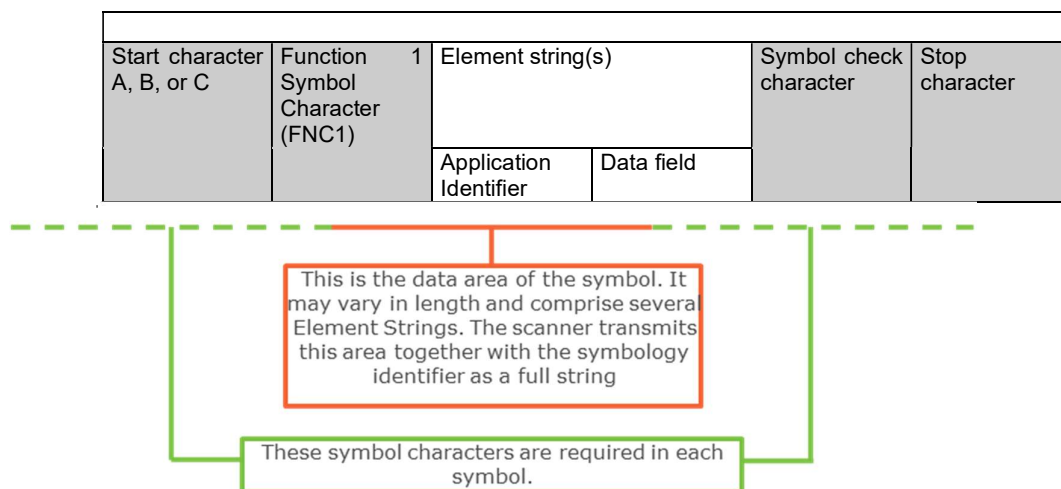 Start character
A, B, or C
Function 1
Symbol
Character
(FNC1)
Element string(s)
Symbol check
character
Stop
character
Application
Identifier
Data field
This is the data area of the symbol. It
may vary in length and comprise several
Element Strings. The scanner transmits
this area together with the symbology
identifier as a full string
These symbol characters are required in each
symbol.